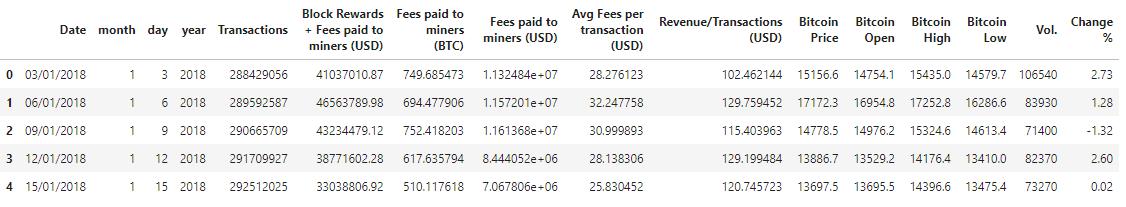 Date month day year Transactions Block Rewards + Fees paid to miners (USD) Fees paid to miners (BTC) Fees paid to miners (USD) Avg Fees per transaction (USD) Revenue/Transactions (USD) Bitcoin Price Bitcoin Open Bitcoin High Bitcoin Low Vol. Change %
0 03/01/2018 1 3 2018 288429056 41037010.87 749.685473 1.132484e+07 28.276123 102.462144 15156.6 14754.1 15435.0 14579.7 106540 2.73
1 06/01/2018 1 6 2018 289592587 46563789.98 694.477906 1.157201e+07 32.247758 129.759452 17172.3 16954.8 17252.8 16286.6 83930 1.28
2 09/01/2018 1 9 2018 290665709 43234479.12 752.418203 1.161368e+07 30.999893 115.403963 14778.5 14976.2 15324.6 14613.4 71400 -1.32
3 12/01/2018 1 12 2018 291709927 38771602.28 617.635794 8.444052e+06 28.138306 129.199484 13886.7 13529.2 14176.4 13410.0 82370 2.60
4 15/01/2018 1 15 2018 292512025 33038806.92 510.117618 7.067806e+06 25.830452 120.745723 13697.5 13695.5 14396.6 13475.4 73270 0.02